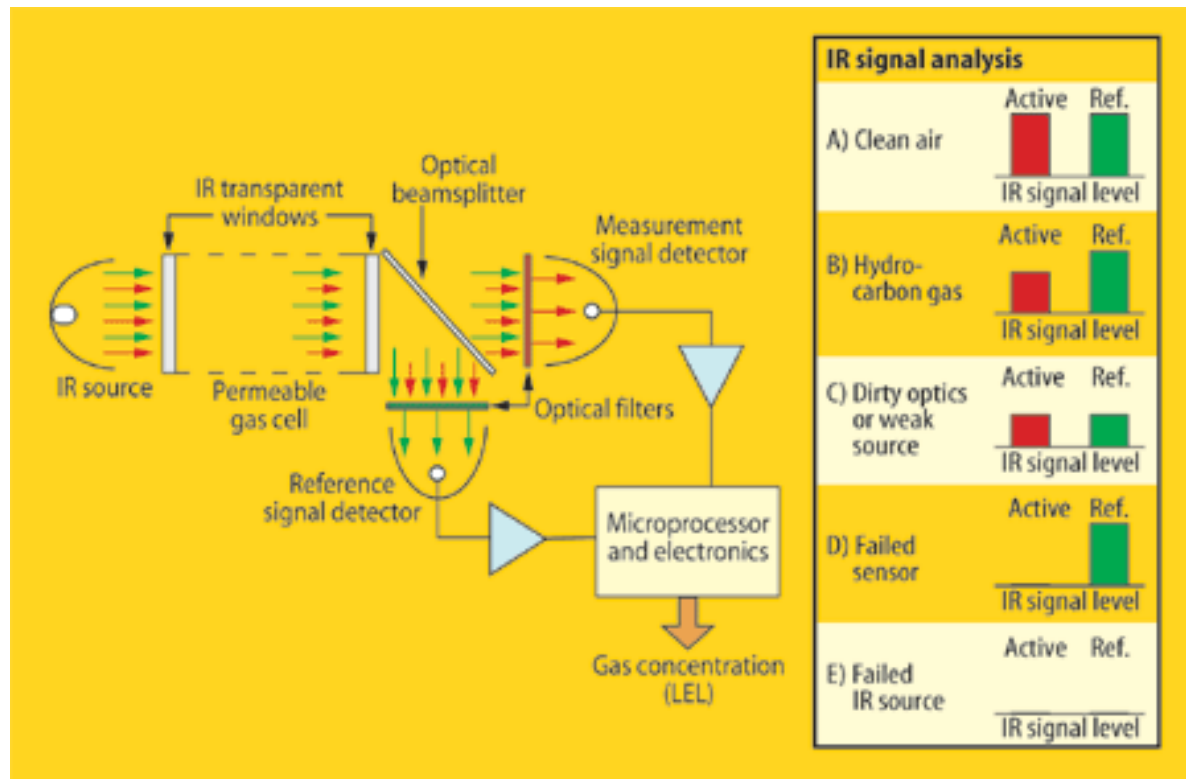 IR transparent
windows
Optical
beamsplitter
Measurement
signal detector
IR source
Permeable
gas cell
Optical filters
Reference
signal detector
Microprocessor
and electronics
Gas concentration
(LEL)
IR signal analysis
Active Ref.
A) Clean air
IR signal level
Active Ref.
B) Hydro-
carbon gas
IR signal level
Active Ref.
C) Dirty optics
or weak
source
IR signal level
Active Ref.
D) Failed
sensor
IR signal level
Active Ref.
E) Failed
IR source
IR signal level